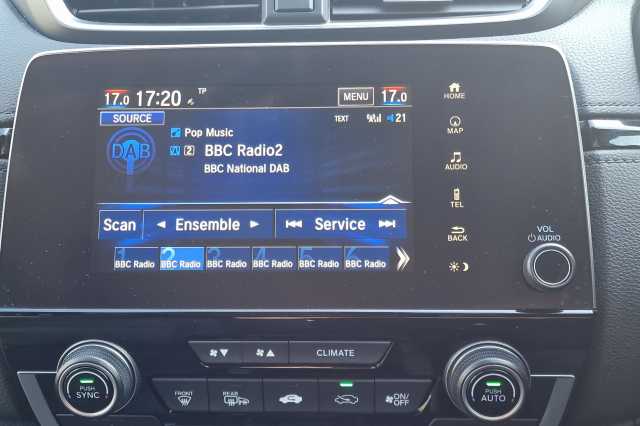 17.0 17:20 TP MENU 17.0
SOURCE TEXT 21
DAB
Pop Music
2 BBC Radio2
BBC National DAB
Scan Ensemble Service
1 2 3 4 5 6
BBC Radio BBC Radio BBC Radio BBC Radio BBC Radio BBC Radio
HOME
MAP
AUDIO
TEL
BACK
VOL
AUDIO
CLIMATE
PUSH
SYNC
FRONT
REAR
ON/
OFF
PUSH
AUTO